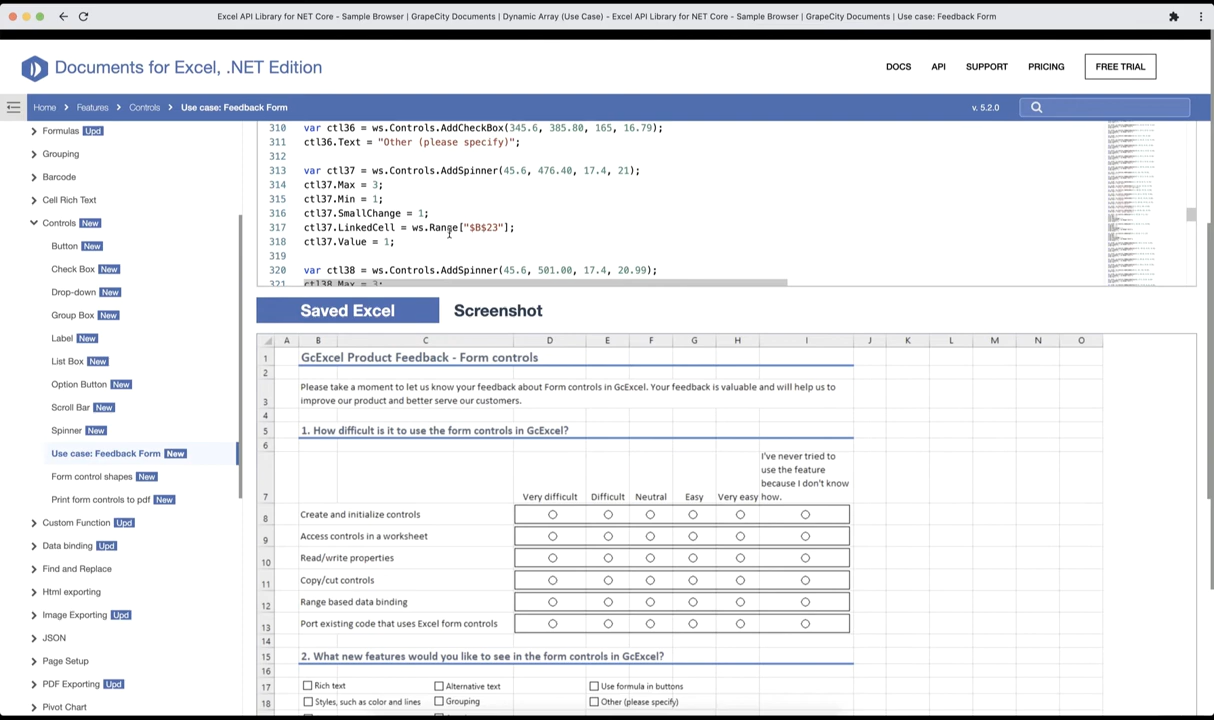 Excel API Library for NET Core - Sample Browser | GrapeCity Documents | Dynamic Array (Use Case) - Excel API Library for NET Core - Sample Browser | GrapeCity Documents | Use case: Feedback Form
Documents for Excel, .NET Edition
DOCS API SUPPORT PRICING FREE TRIAL
Home Features Controls Use case: Feedback Form v. 5.2.0
Formulas Upd
Grouping
Barcode
Cell Rich Text
Controls New
Button New
Check Box New
Drop-down New
Group Box New
Label New
List Box New
Option Button New
Scroll Bar New
Spinner New
Use case: Feedback Form New
Form control shapes New
Print form controls to pdf New
Custom Function Upd
Data binding Upd
Find and Replace
Html exporting
Image Exporting Upd
JSON
Page Setup
PDF Exporting Upd
Pivot Chart
310 var ctl36 = ws.Controls.AddCheckBox(345.6, 385.80, 165, 16.79);
311 ctl36.Text = "Other (please specify)";
312
313 var ctl37 = ws.Controls.AddSpinner(45.6, 476.40, 17.4, 21);
314 ctl37.Max = 3;
315 ctl37.Min = 1;
316 ctl37.SmallChange = 1;
317 ctl37.LinkedCell = ws.Range["$B$23"];
318 ctl37.Value = 1;
319
320 var ctl38 = ws.Controls.AddSpinner(45.6, 501.00, 17.4, 20.99);
321 ctl38.Max = 3;
Saved Excel Screenshot
A B C D E F G H I J K L M N O
1 GcExcel Product Feedback - Form controls
2
Please take a moment to let us know your feedback about Form controls in GcExcel. Your feedback is valuable and will help us to
3 improve our product and better serve our customers.
4
5 1. How difficult is it to use the form controls in GcExcel?
6
I've never tried to
use the feature
because I don't know
7 Very difficult Difficult Neutral Easy Very easy how.
8 Create and initialize controls
9 Access controls in a worksheet
10 Read/write properties
11 Copy/cut controls
12 Range based data binding
13 Port existing code that uses Excel form controls
14
15 2. What new features would you like to see in the form controls in GcExcel?
16
17 Rich text Alternative text Use formula in buttons
18 Styles, such as color and lines Grouping Other (please specify)